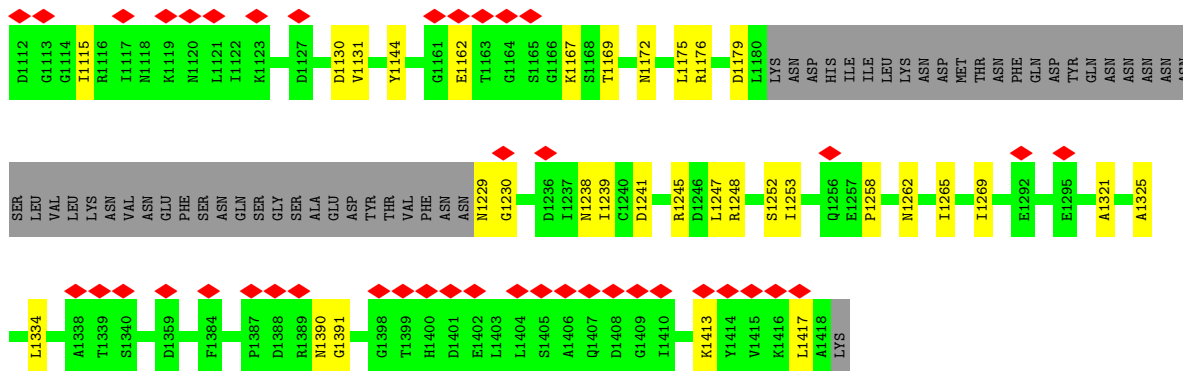 D1112 G1113 G1114 I1115 R1116 I1117 N1118 K1119 N1120 L1121 I1122 K1123 D1127 D1130 V1131 Y1144 G1161 E1162 T1163 G1164 S1165 G1166 K1167 S1168 T1169 N1172 L1175 R1176 D1179 L1180 LYS ASN ASP HIS ILE ILE LEU LYS ASN ASP MET THR ASN PHE GLN ASP TYR GLN ASN ASN ASN ASN ASN
SER LEU VAL LEU LYS ASN VAL ASN GLU PHE SER ASN GLN SER GLY SER ALA GLU ASP TYR THR VAL PHE ASN ASN N1229 G1230 D1236 I1237 N1238 I1239 C1240 D1241 R1245 D1246 L1247 R1248 S1252 I1253 Q1256 E1257 P1258 N1262 I1265 I1269 E1292 E1295 A1321 A1325
L1334 A1338 T1339 S1340 D1359 F1384 P1387 D1388 R1389 N1390 G1391 G1398 T1399 H1400 D1401 E1402 L1403 L1404 S1405 A1406 Q1407 D1408 G1409 I1410 K1413 Y1414 V1415 K1416 L1417 A1418 LYS